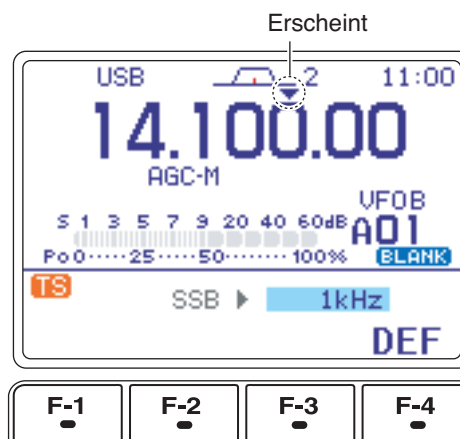 Erscheint
USB 2 11:00
14.100.00
AGC-M
VFOB
S 1 3 5 7 9 20 40 60dB A01
Po 0·····25·····50········100% BLANK
TS
SSB ▶ 1kHz
DEF
F-1 F-2 F-3 F-4